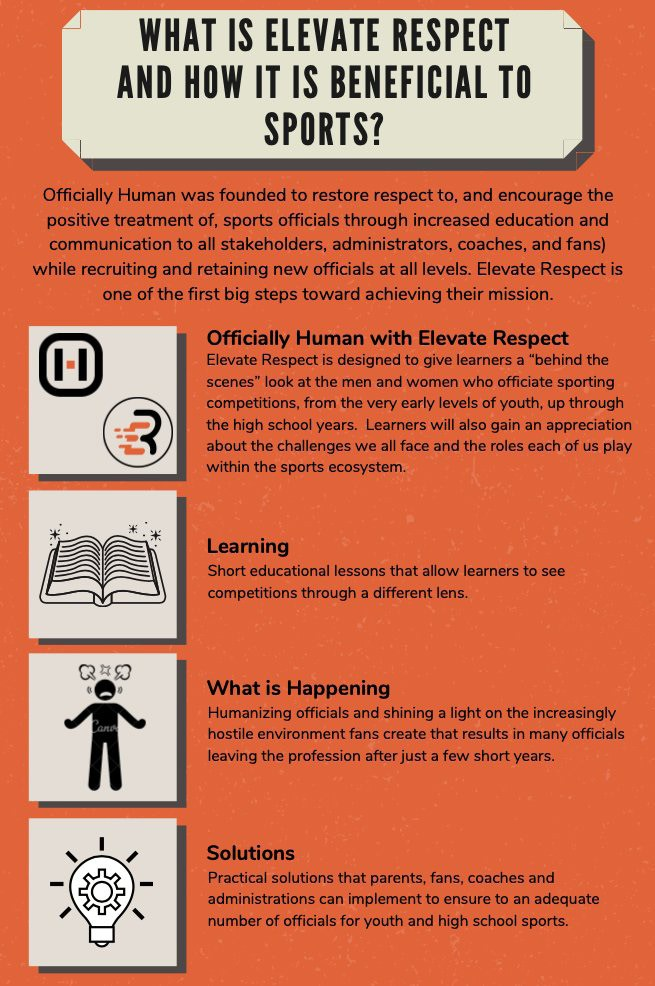 WHAT IS ELEVATE RESPECT
AND HOW IT IS BENEFICIAL TO
SPORTS?
Officially Human was founded to restore respect to, and encourage the
positive treatment of, sports officials through increased education and
communication to all stakeholders, administrators, coaches, and fans)
while recruiting and retaining new officials at all levels. Elevate Respect is
one of the first big steps toward achieving their mission.
Officially Human with Elevate Respect
Elevate Respect is designed to give learners a “behind the
scenes” look at the men and women who officiate sporting
competitions, from the very early levels of youth, up through
the high school years.  Learners will also gain an appreciation
about the challenges we all face and the roles each of us play
within the sports ecosystem.
Learning
Short educational lessons that allow learners to see
competitions through a different lens.
What is Happening
Humanizing officials and shining a light on the increasingly
hostile environment fans create that results in many officials
leaving the profession after just a few short years.
Canva
Solutions
Practical solutions that parents, fans, coaches and
administrations can implement to ensure to an adequate
number of officials for youth and high school sports.